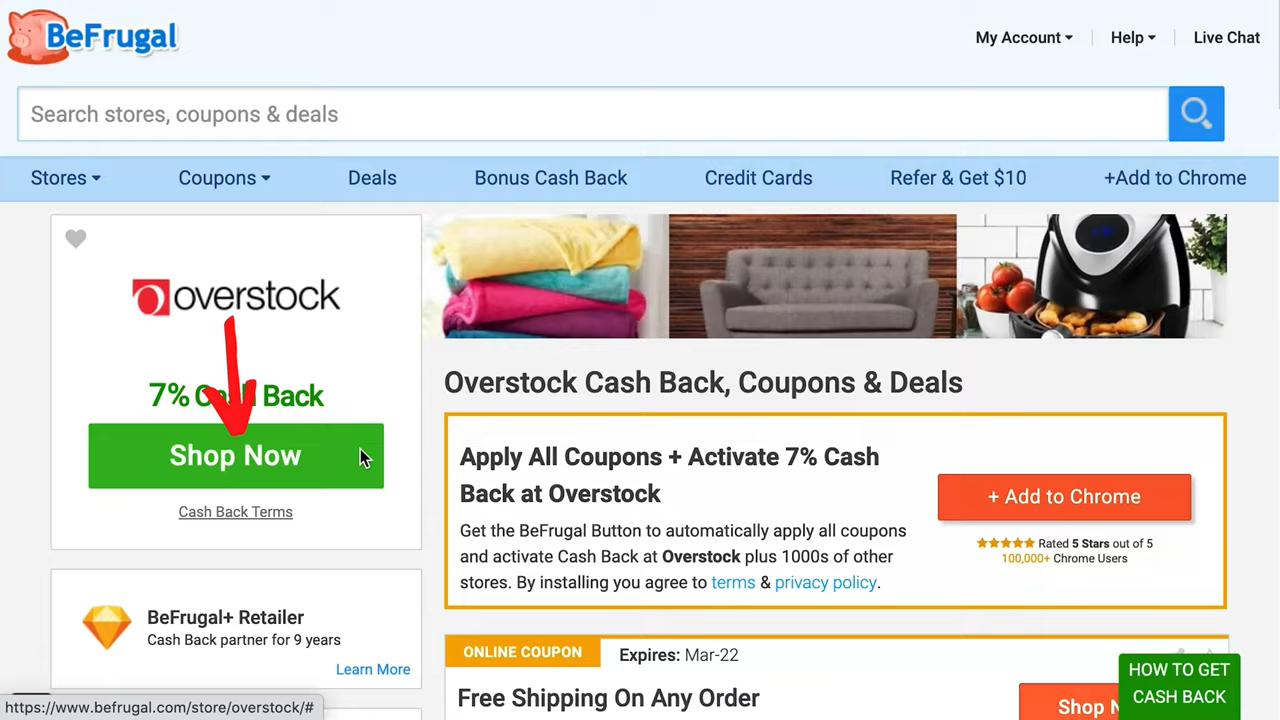 BeFrugal
My Account
Help
Live Chat
Search stores, coupons & deals
Stores
Coupons
Deals
Bonus Cash Back
Credit Cards
Refer & Get $10
+Add to Chrome
overstock
7% Cash Back
Shop Now
Cash Back Terms
BeFrugal+ Retailer
Cash Back partner for 9 years
Learn More
Overstock Cash Back, Coupons & Deals
Apply All Coupons + Activate 7% Cash
Back at Overstock
Get the BeFrugal Button to automatically apply all coupons
and activate Cash Back at Overstock plus 1000s of other
stores. By installing you agree to terms & privacy policy.
+ Add to Chrome
Rated 5 Stars out of 5
100,000+ Chrome Users
ONLINE COUPON
Expires: Mar-22
Free Shipping On Any Order
Shop
HOW TO GET
CASH BACK
https://www.befrugal.com/store/overstock/#